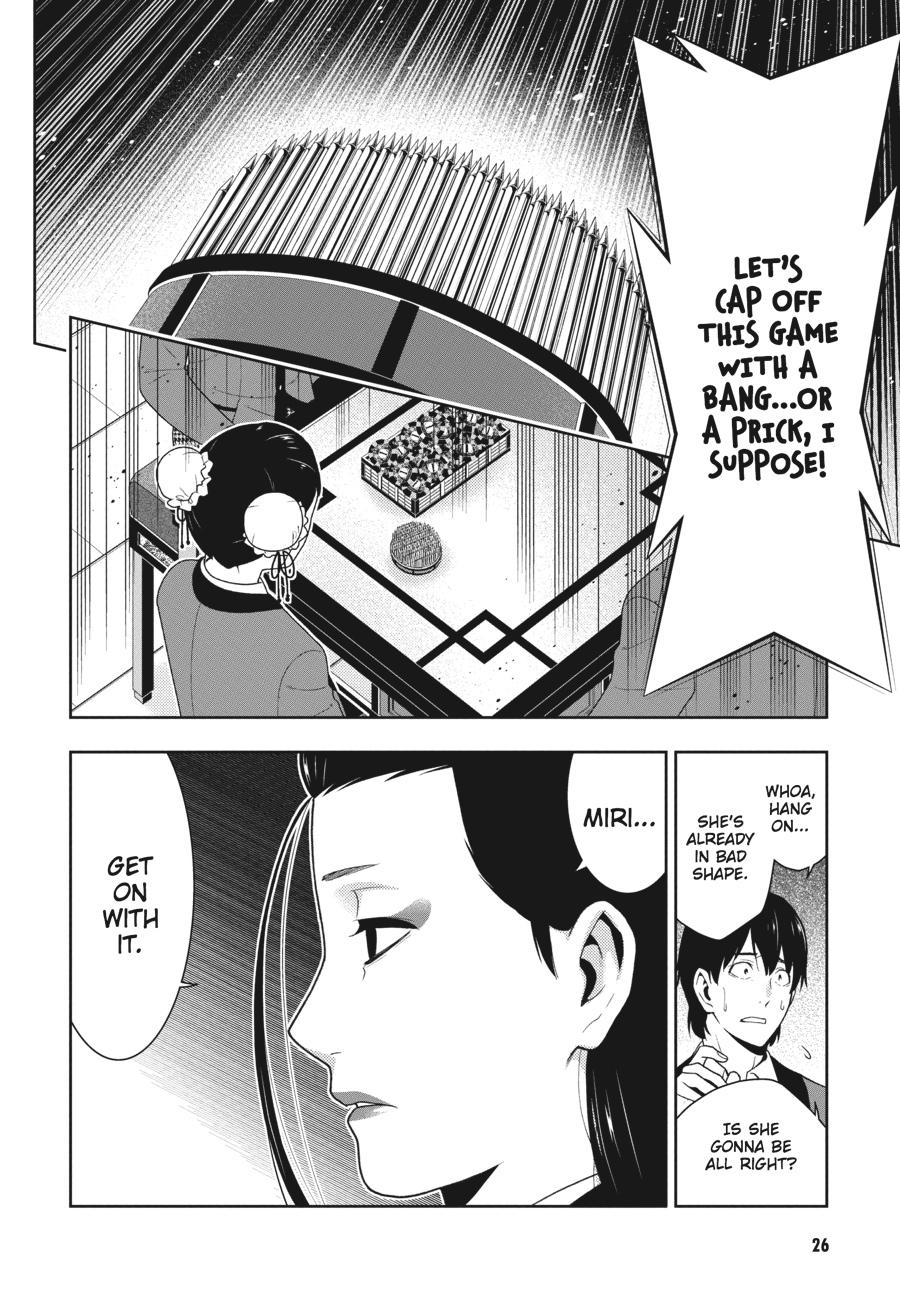 LET'S
CAP OFF
THIS GAME
WITH A
BANG...OR
A PRICK, I
SUPPOSE!
WHOA,
HANG
ON...
SHE'S
ALREADY
IN BAD
SHAPE.
IS SHE
GONNA BE
ALL RIGHT?
MIRI...
GET
ON
WITH
IT.
26